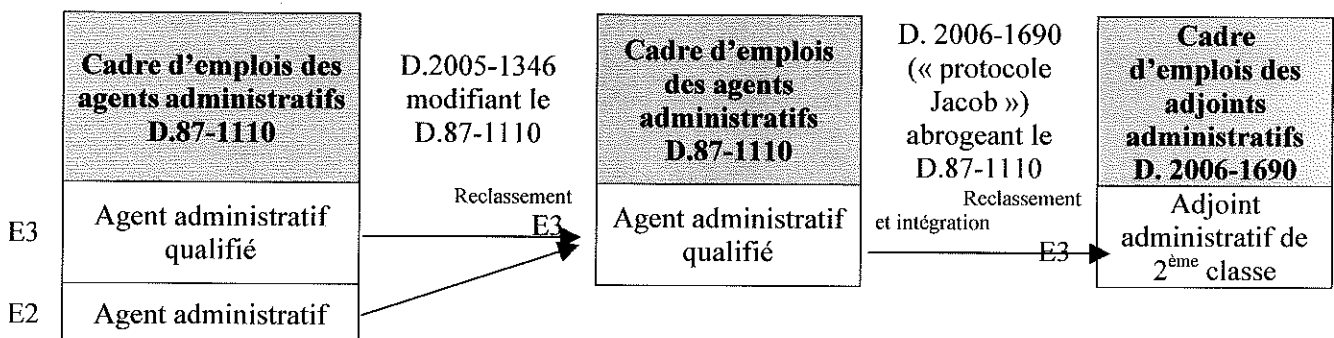 Cadre d'emplois des
agents administratifs
D.87-1110
E3
Agent administratif
qualifié
E2
Agent administratif
D.2005-1346
modifiant le
D.87-1110
Reclassement
E3
Cadre d'emplois
des agents
administratifs
D.87-1110
Agent administratif
qualifié
D. 2006-1690
(« protocole
Jacob »)
abrogeant le
D.87-1110
Reclassement
et intégration
E3
Cadre
d'emplois des
adjoints
administratifs
D. 2006-1690
Adjoint
administratif de
2ème classe